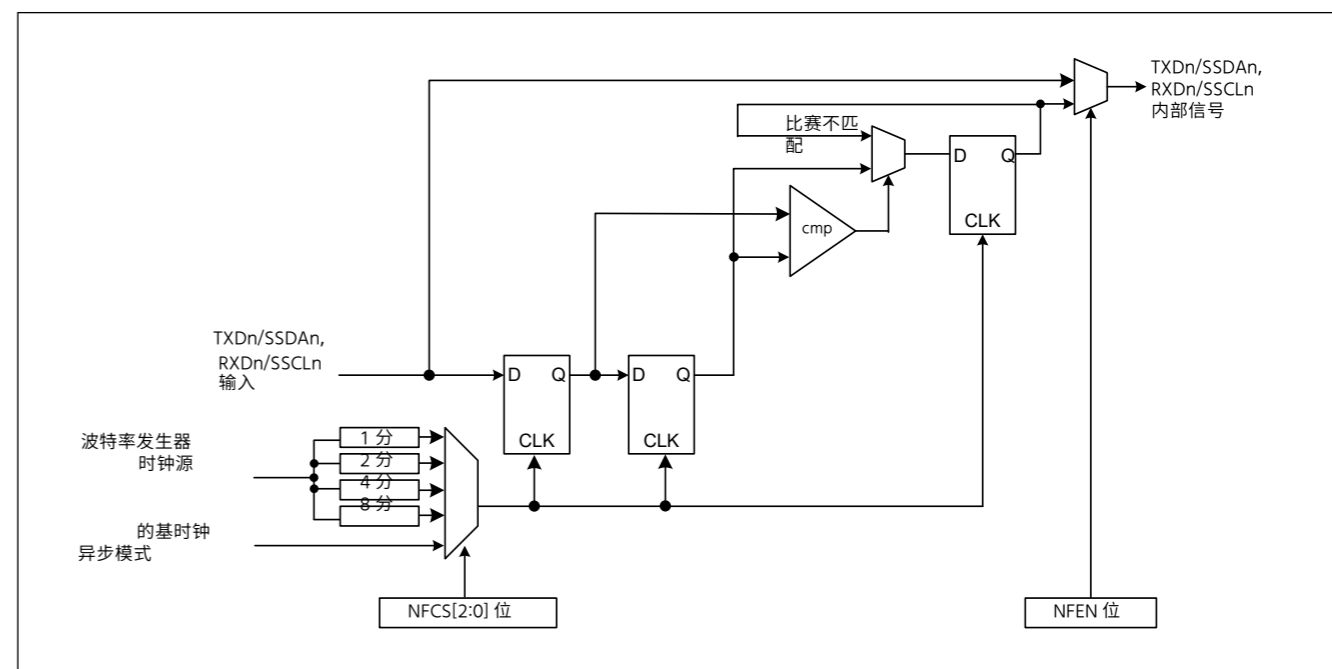 TXDn/SSDAn,
RXDn/SSCLn
内部信号
比赛不匹
配
D
Q
CLK
cmp
TXDn/SSDAn,
RXDn/SSCLn
输入
D
Q
CLK
D
Q
CLK
波特率发生器
时钟源
1 分
2 分
4 分
8 分
的基时钟
异步模式
NFCS[2:0] 位
NFEN 位